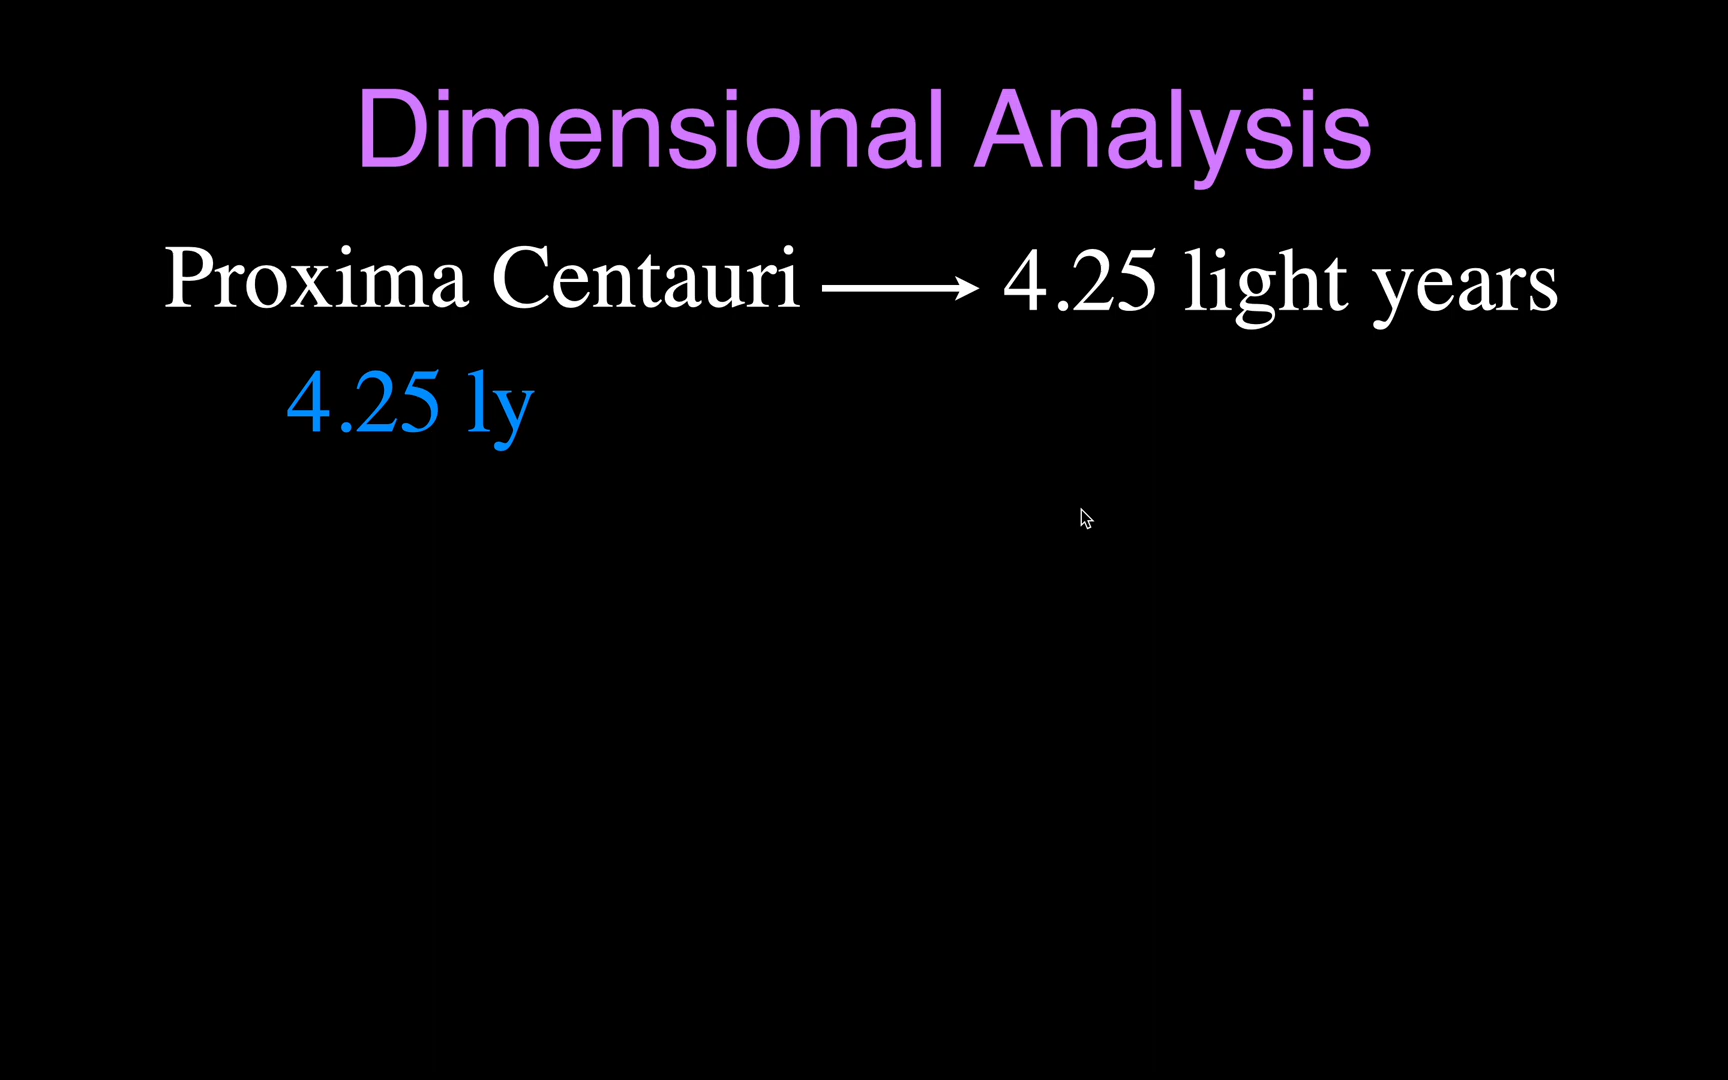 Dimensional Analysis
Proxima Centauri ⟶ 4.25 light years
4.25 ly